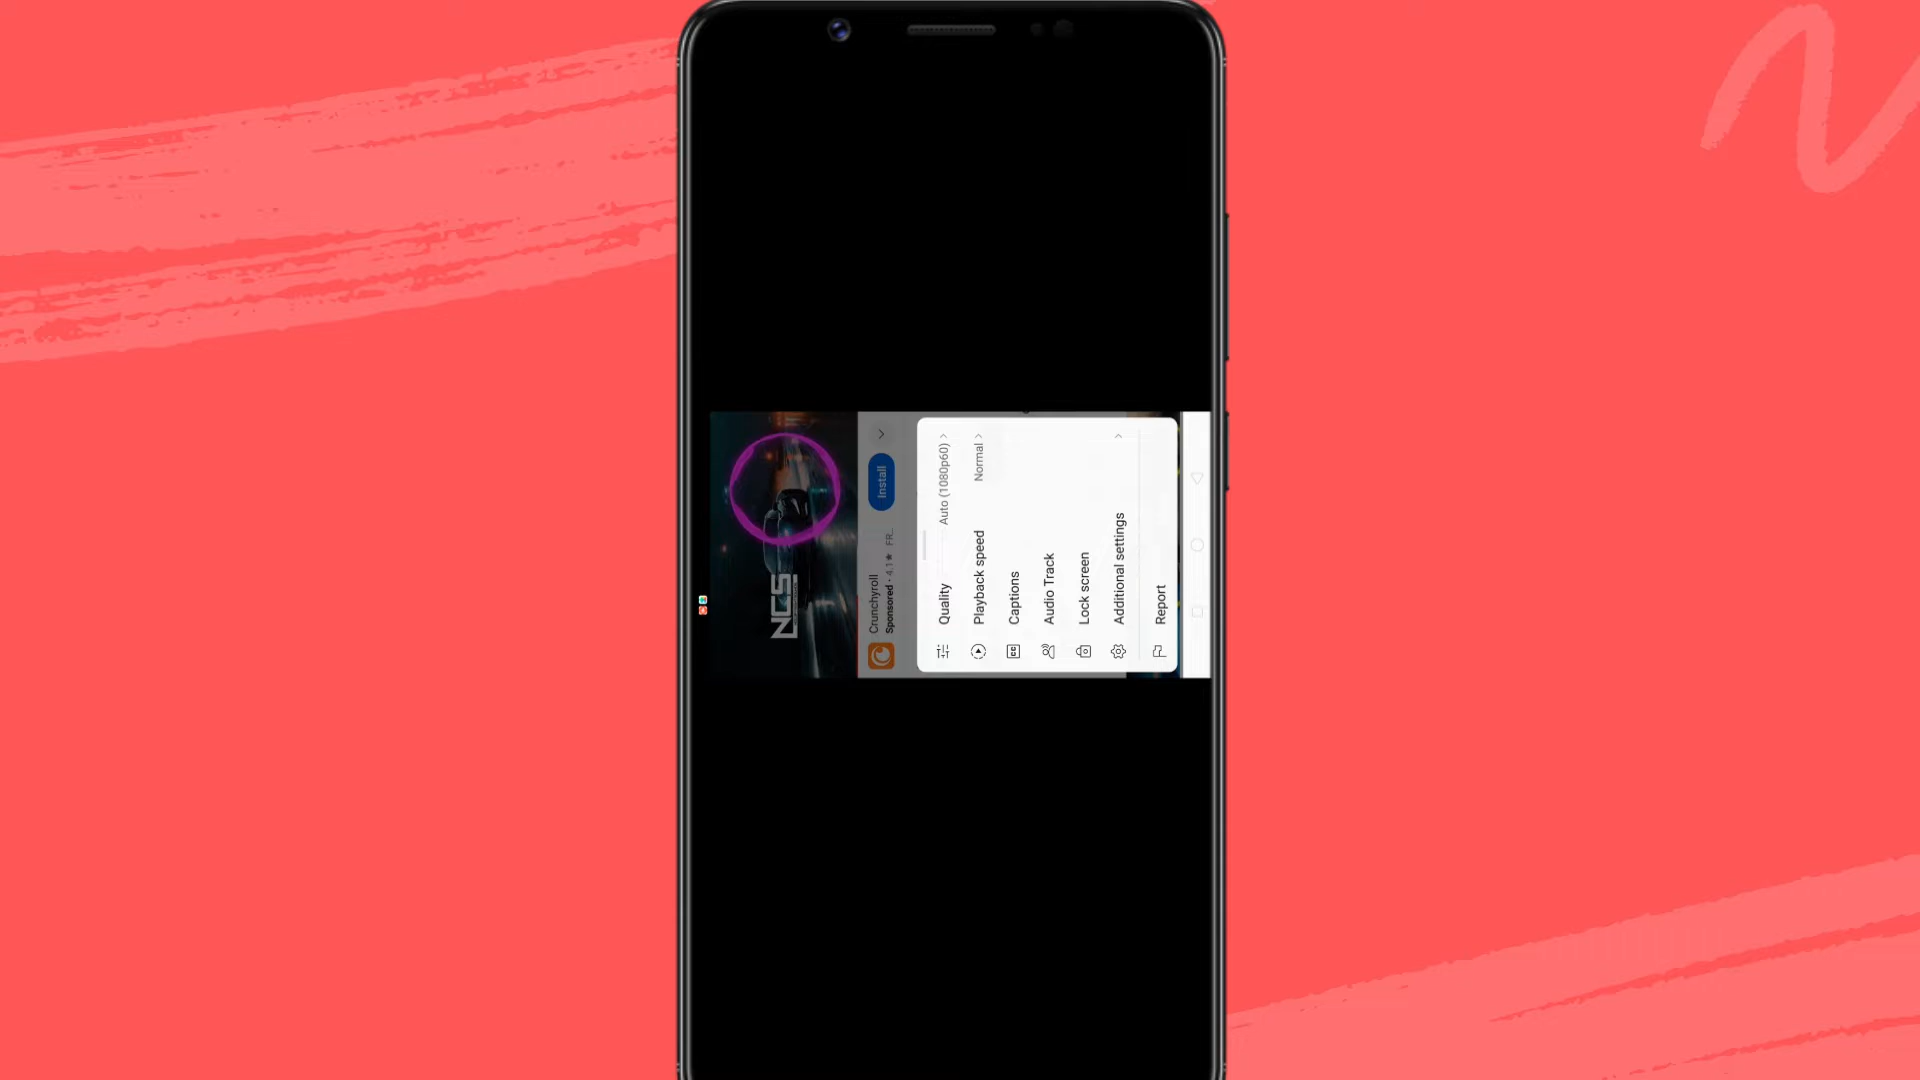 NCS
Crunchyroll
Sponsored · 4.1★ FR...
Install
Quality Auto (1080p60)
Playback speed Normal
Captions
Audio Track
Lock screen
Additional settings
Report